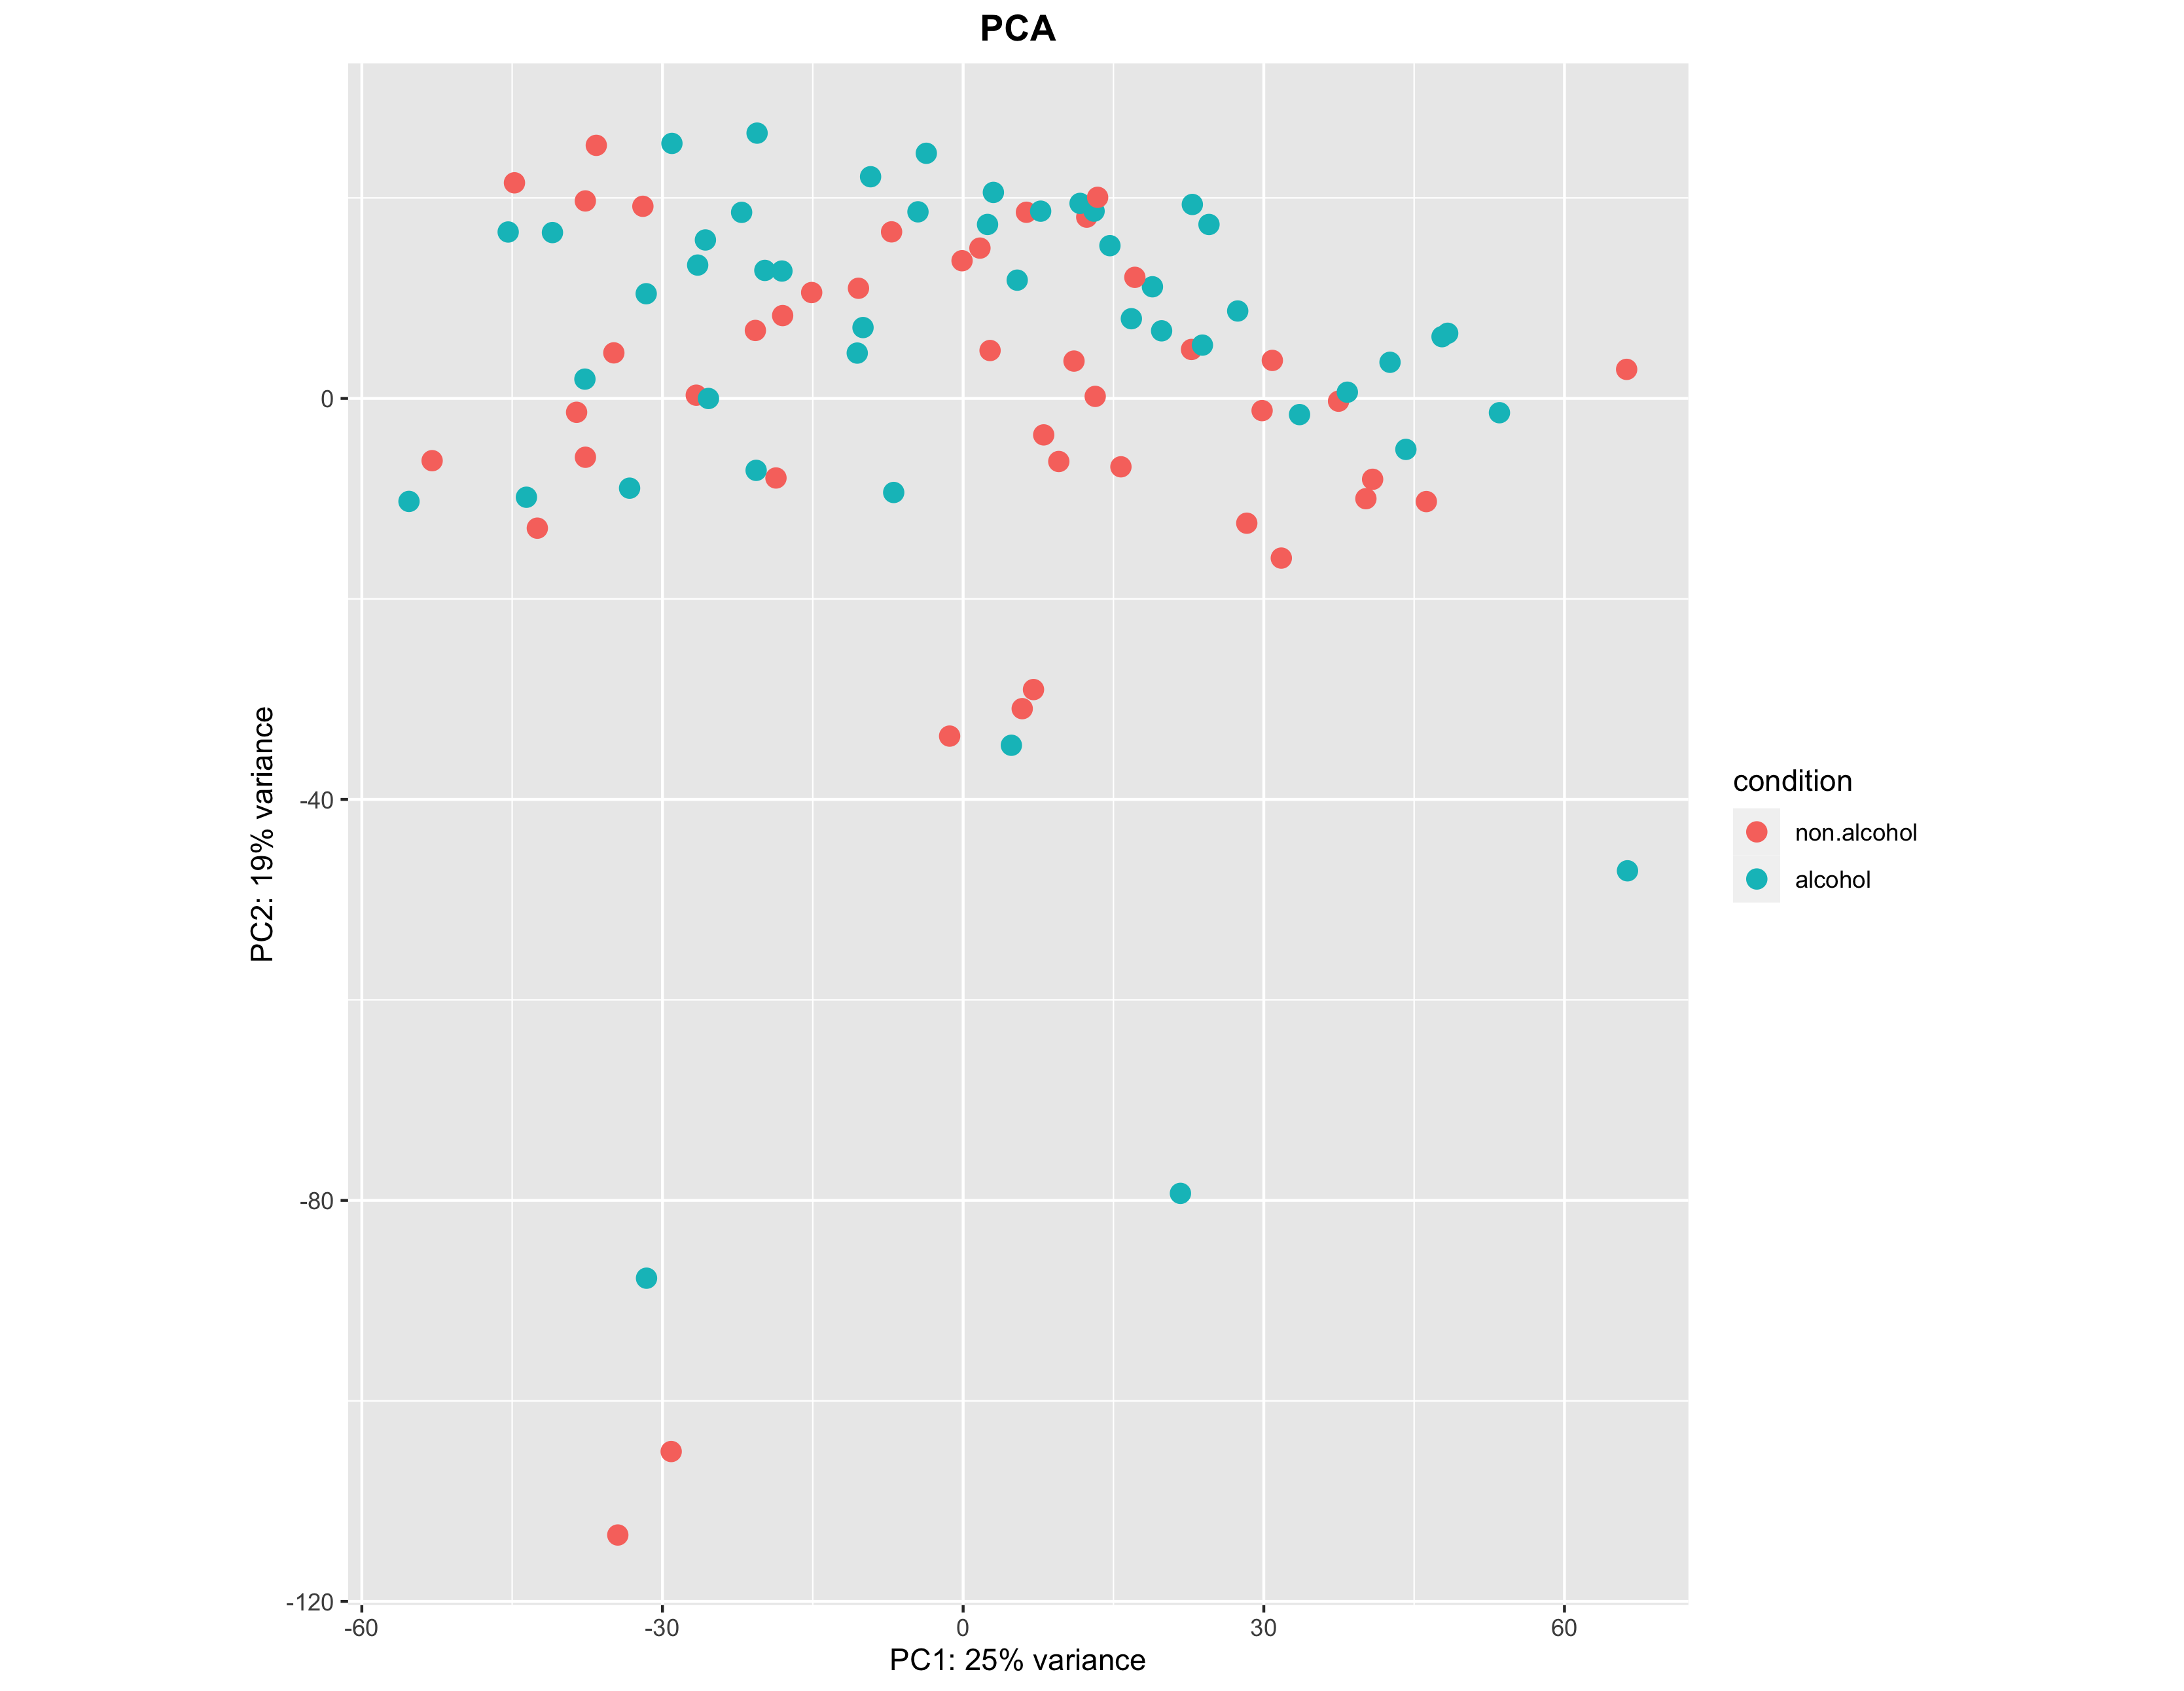 PCA
0
-40
-80
-120
PC2: 19% variance
-60
-30
0
30
60
PC1: 25% variance
condition
non.alcohol
alcohol